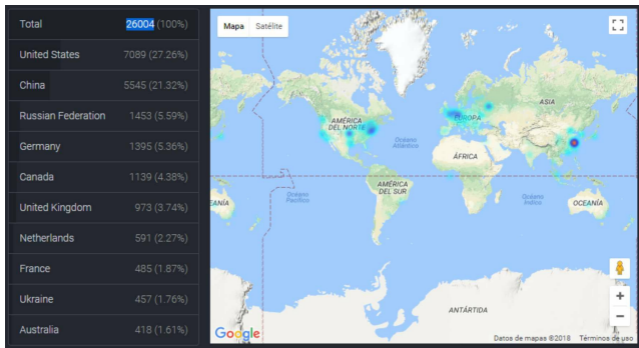 Total 26004 (100%)
United States 7089 (27.26%)
China 5545 (21.32%)
Russian Federation 1453 (5.59%)
Germany 1395 (5.36%)
Canada 1139 (4.38%)
United Kingdom 973 (3.74%)
Netherlands 591 (2.27%)
France 485 (1.87%)
Ukraine 457 (1.76%)
Australia 418 (1.61%)
Mapa Satélite
ASIA
AMÉRICA
DEL NORTE
EUROPA
Océano
Atlántico
ÁFRICA
AMÉRICA
DEL SUR
Océano
Pacífico
Océano
Índico
EANÍA
OCEANÍA
ANTÁRTIDA
Google
Datos de mapas ©2018 Términos de uso